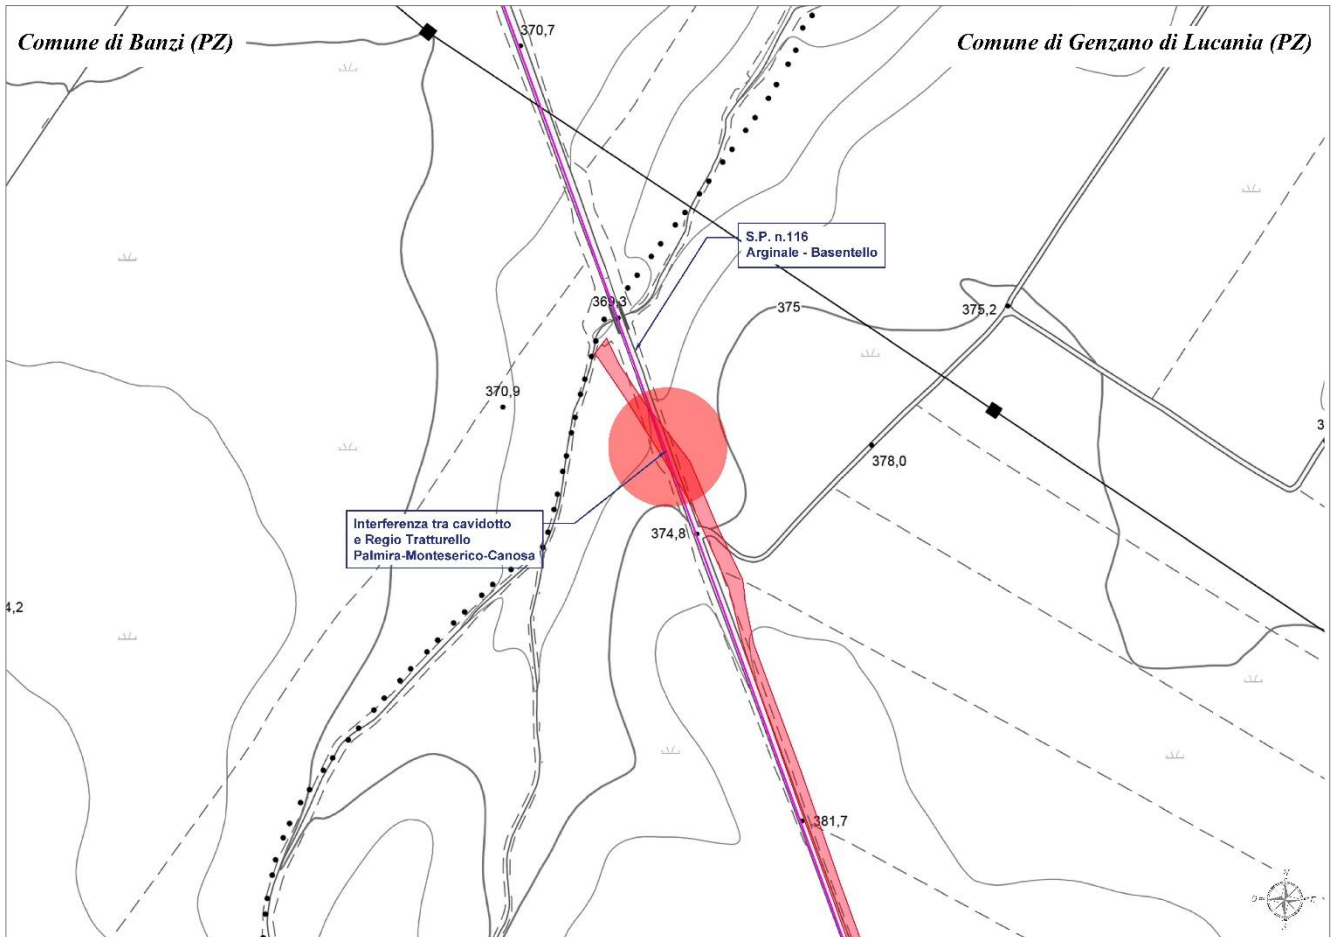 Comune di Banzi (PZ)
Comune di Genzano di Lucania (PZ)
370,7
S.P. n.116
Arginale - Basentello
369,3
375
375,2
370,9
3
378,0
Interferenza tra cavidotto
e Regio Tratturello
Palmira-Monteserico-Canosa
374,8
4,2
381,7